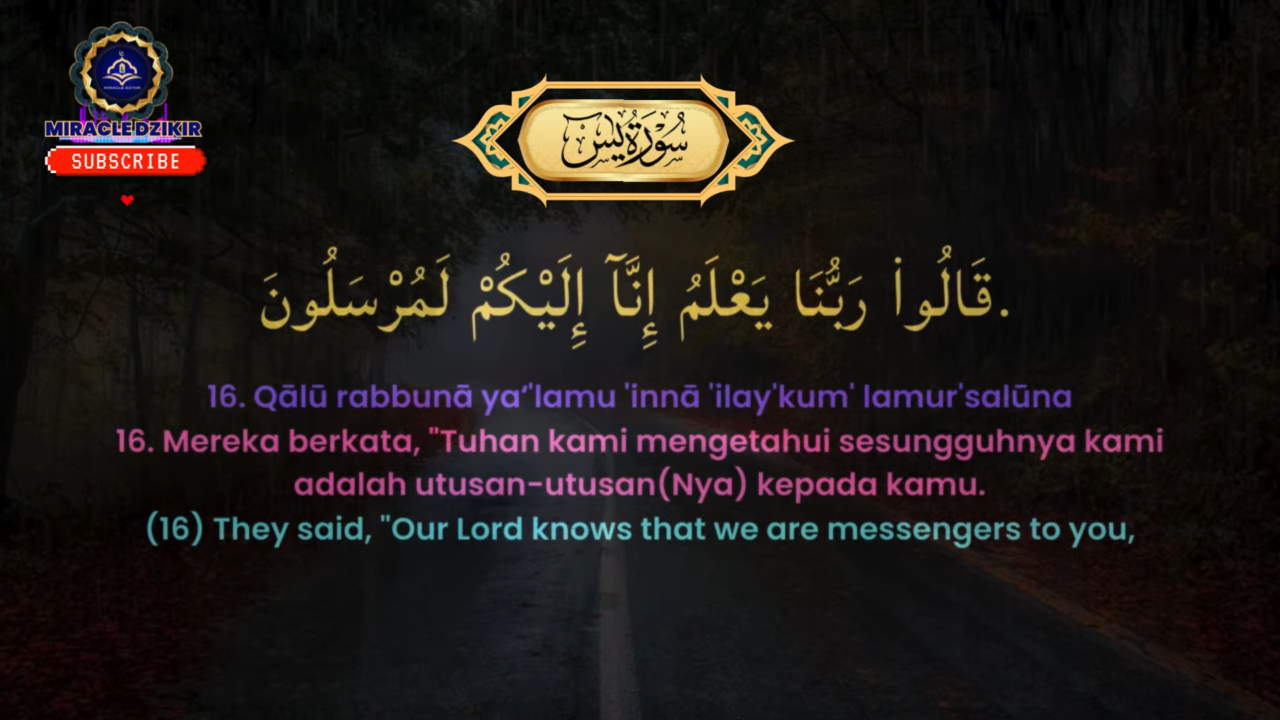 MIRACLE DZIKIR
SUBSCRIBE
سُورَةُ يسٓ
قَالُوا۟ رَبُّنَا يَعْلَمُ إِنَّآ إِلَيْكُمْ لَمُرْسَلُونَ.
16. Qālū rabbunā ya‘'lamu 'innā 'ilay'kum' lamur'salūna
16. Mereka berkata, "Tuhan kami mengetahui sesungguhnya kami
adalah utusan-utusan(Nya) kepada kamu.
(16) They said, "Our Lord knows that we are messengers to you,